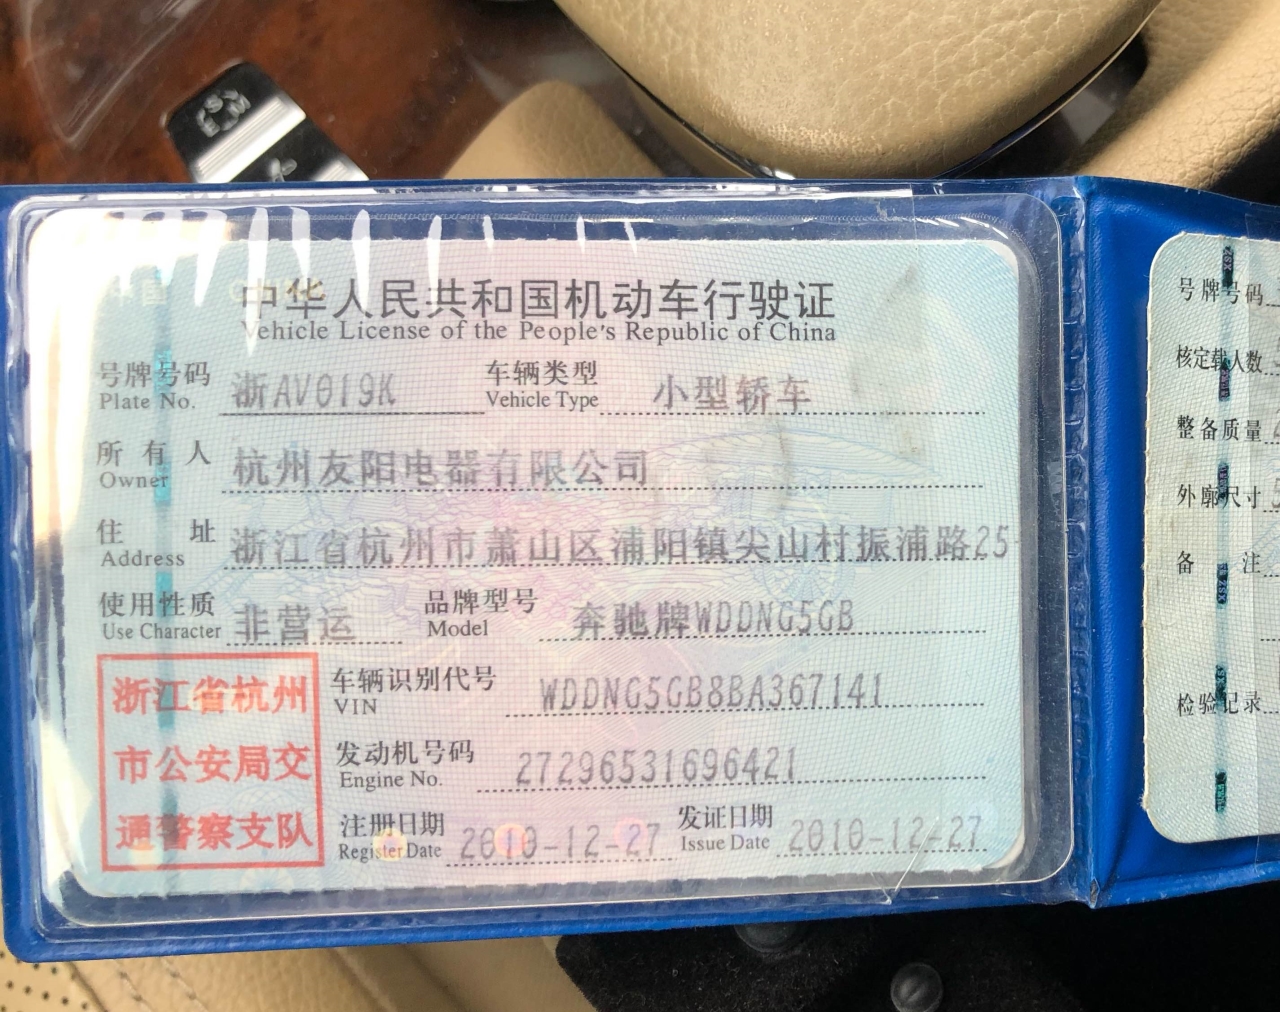 中华人民共和国机动车行驶证
Vehicle License of the People's Republic of China
号牌号码 浙AV019K 车辆类型 小型轿车
Plate No. Vehicle Type
所有人 杭州友阳电器有限公司
Owner
住址 浙江省杭州市萧山区浦阳镇尖山村振浦路25
Address
使用性质 非营运 品牌型号 奔驰牌WDDNG5GB
Use Character Model
浙江省杭州
市公安局交
通警察支队
车辆识别代号 WDDNG5GB8BA367141
VIN
发动机号码 27296531696421
Engine No.
注册日期 2010-12-27 发证日期 2010-12-27
Register Date Issue Date
号牌号码
核定载人数
整备质量
外廓尺寸
备注
检验记录